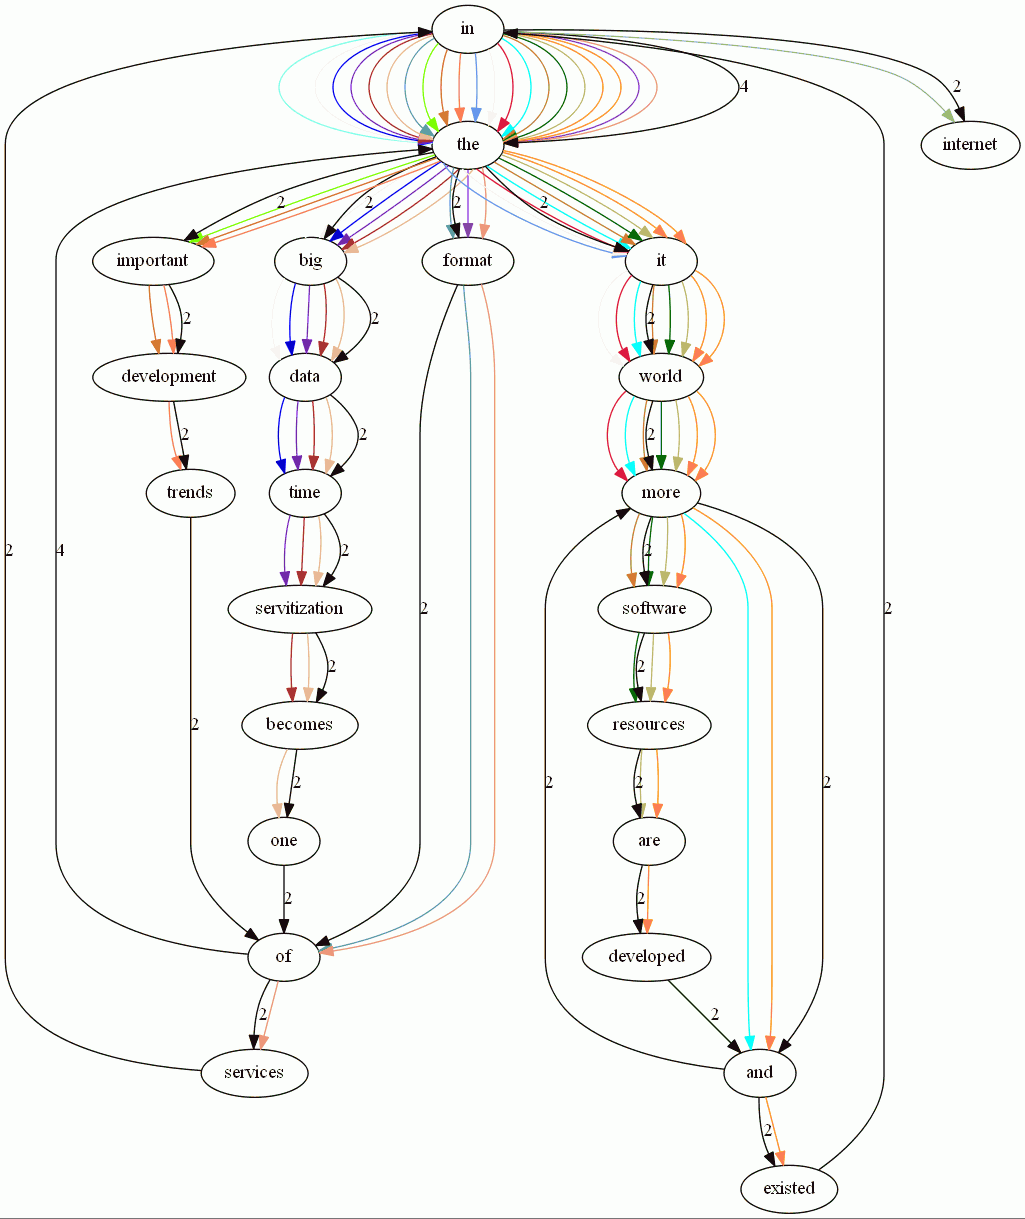 in
4
2
the
internet
2
2
2
2
important
big
format
it
2
2
2
development
data
world
2
2
2
trends
time
more
2
4
2
2
servitization
software
2
2
2
2
becomes
resources
2
2
2
2
2
one
are
2
2
of
developed
2
2
services
and
2
existed